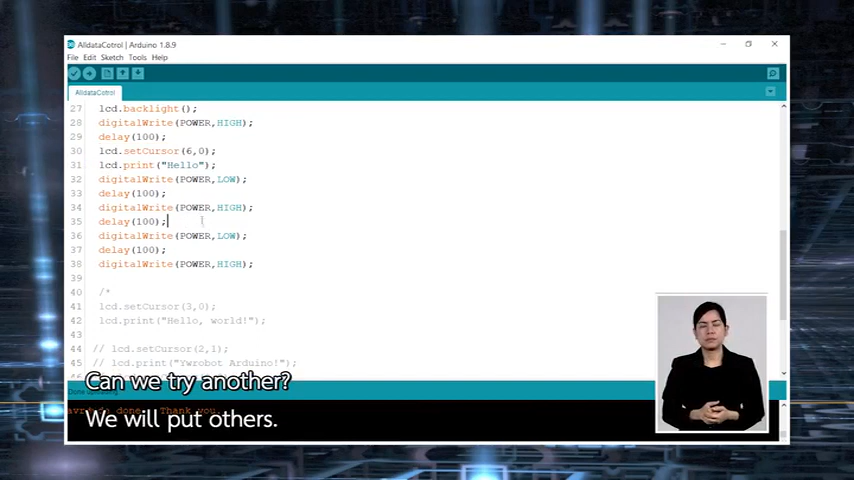 AlldataCotrol | Arduino 1.8.9
File Edit Sketch Tools Help
AlldataCotrol
27 lcd.backlight();
28 digitalWrite(POWER,HIGH);
29 delay(100);
30 lcd.setCursor(6,0);
31 lcd.print("Hello");
32 digitalWrite(POWER,LOW);
33 delay(100);
34 digitalWrite(POWER,HIGH);
35 delay(100);
36 digitalWrite(POWER,LOW);
37 delay(100);
38 digitalWrite(POWER,HIGH);
39
40 /*
41 lcd.setCursor(3,0);
42 lcd.print("Hello, world!");
43
44 // lcd.setCursor(2,1);
45 // lcd.print("Ywrobot Arduino!");
Can we try another?
done. Thank you.
We will put others.